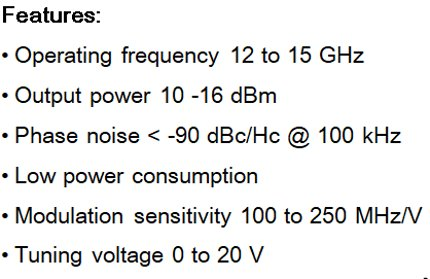 Features:
• Operating frequency 12 to 15 GHz
• Output power 10 -16 dBm
• Phase noise < -90 dBc/Hc @ 100 kHz
• Low power consumption
• Modulation sensitivity 100 to 250 MHz/V
• Tuning voltage 0 to 20 V